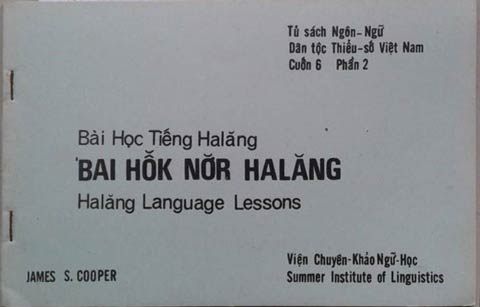 Tủ sách Ngôn-Ngữ
Dân tộc Thiểu-số Việt Nam
Cuốn 6 Phần 2
Bài Học Tiếng Halăng
BAI HŎK NỚR HALĂNG
Halăng Language Lessons
Viện Chuyên-Khảo Ngữ-Học
JAMES S. COOPER
Summer Institute of Linguistics